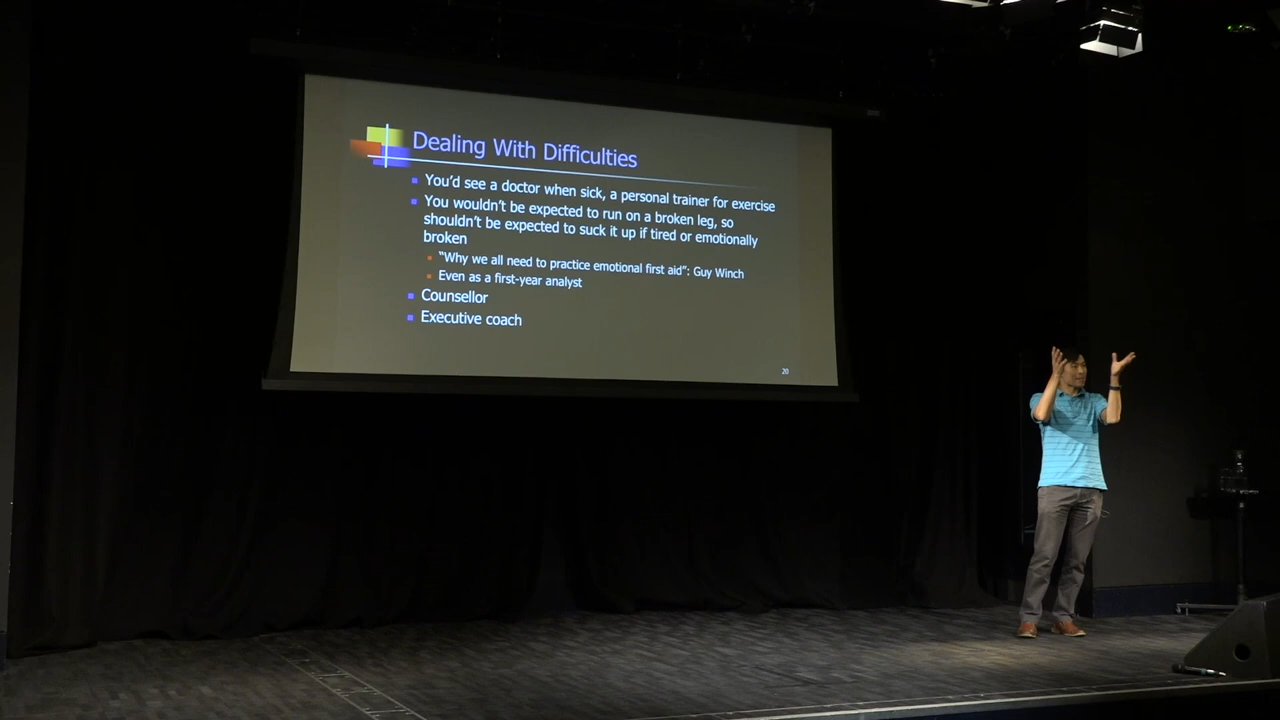 Dealing With Difficulties
You'd see a doctor when sick, a personal trainer for exercise
You wouldn't be expected to run on a broken leg, so
shouldn't be expected to suck it up if tired or emotionally
broken
“Why we all need to practice emotional first aid”: Guy Winch
Even as a first-year analyst
Counsellor
Executive coach
20